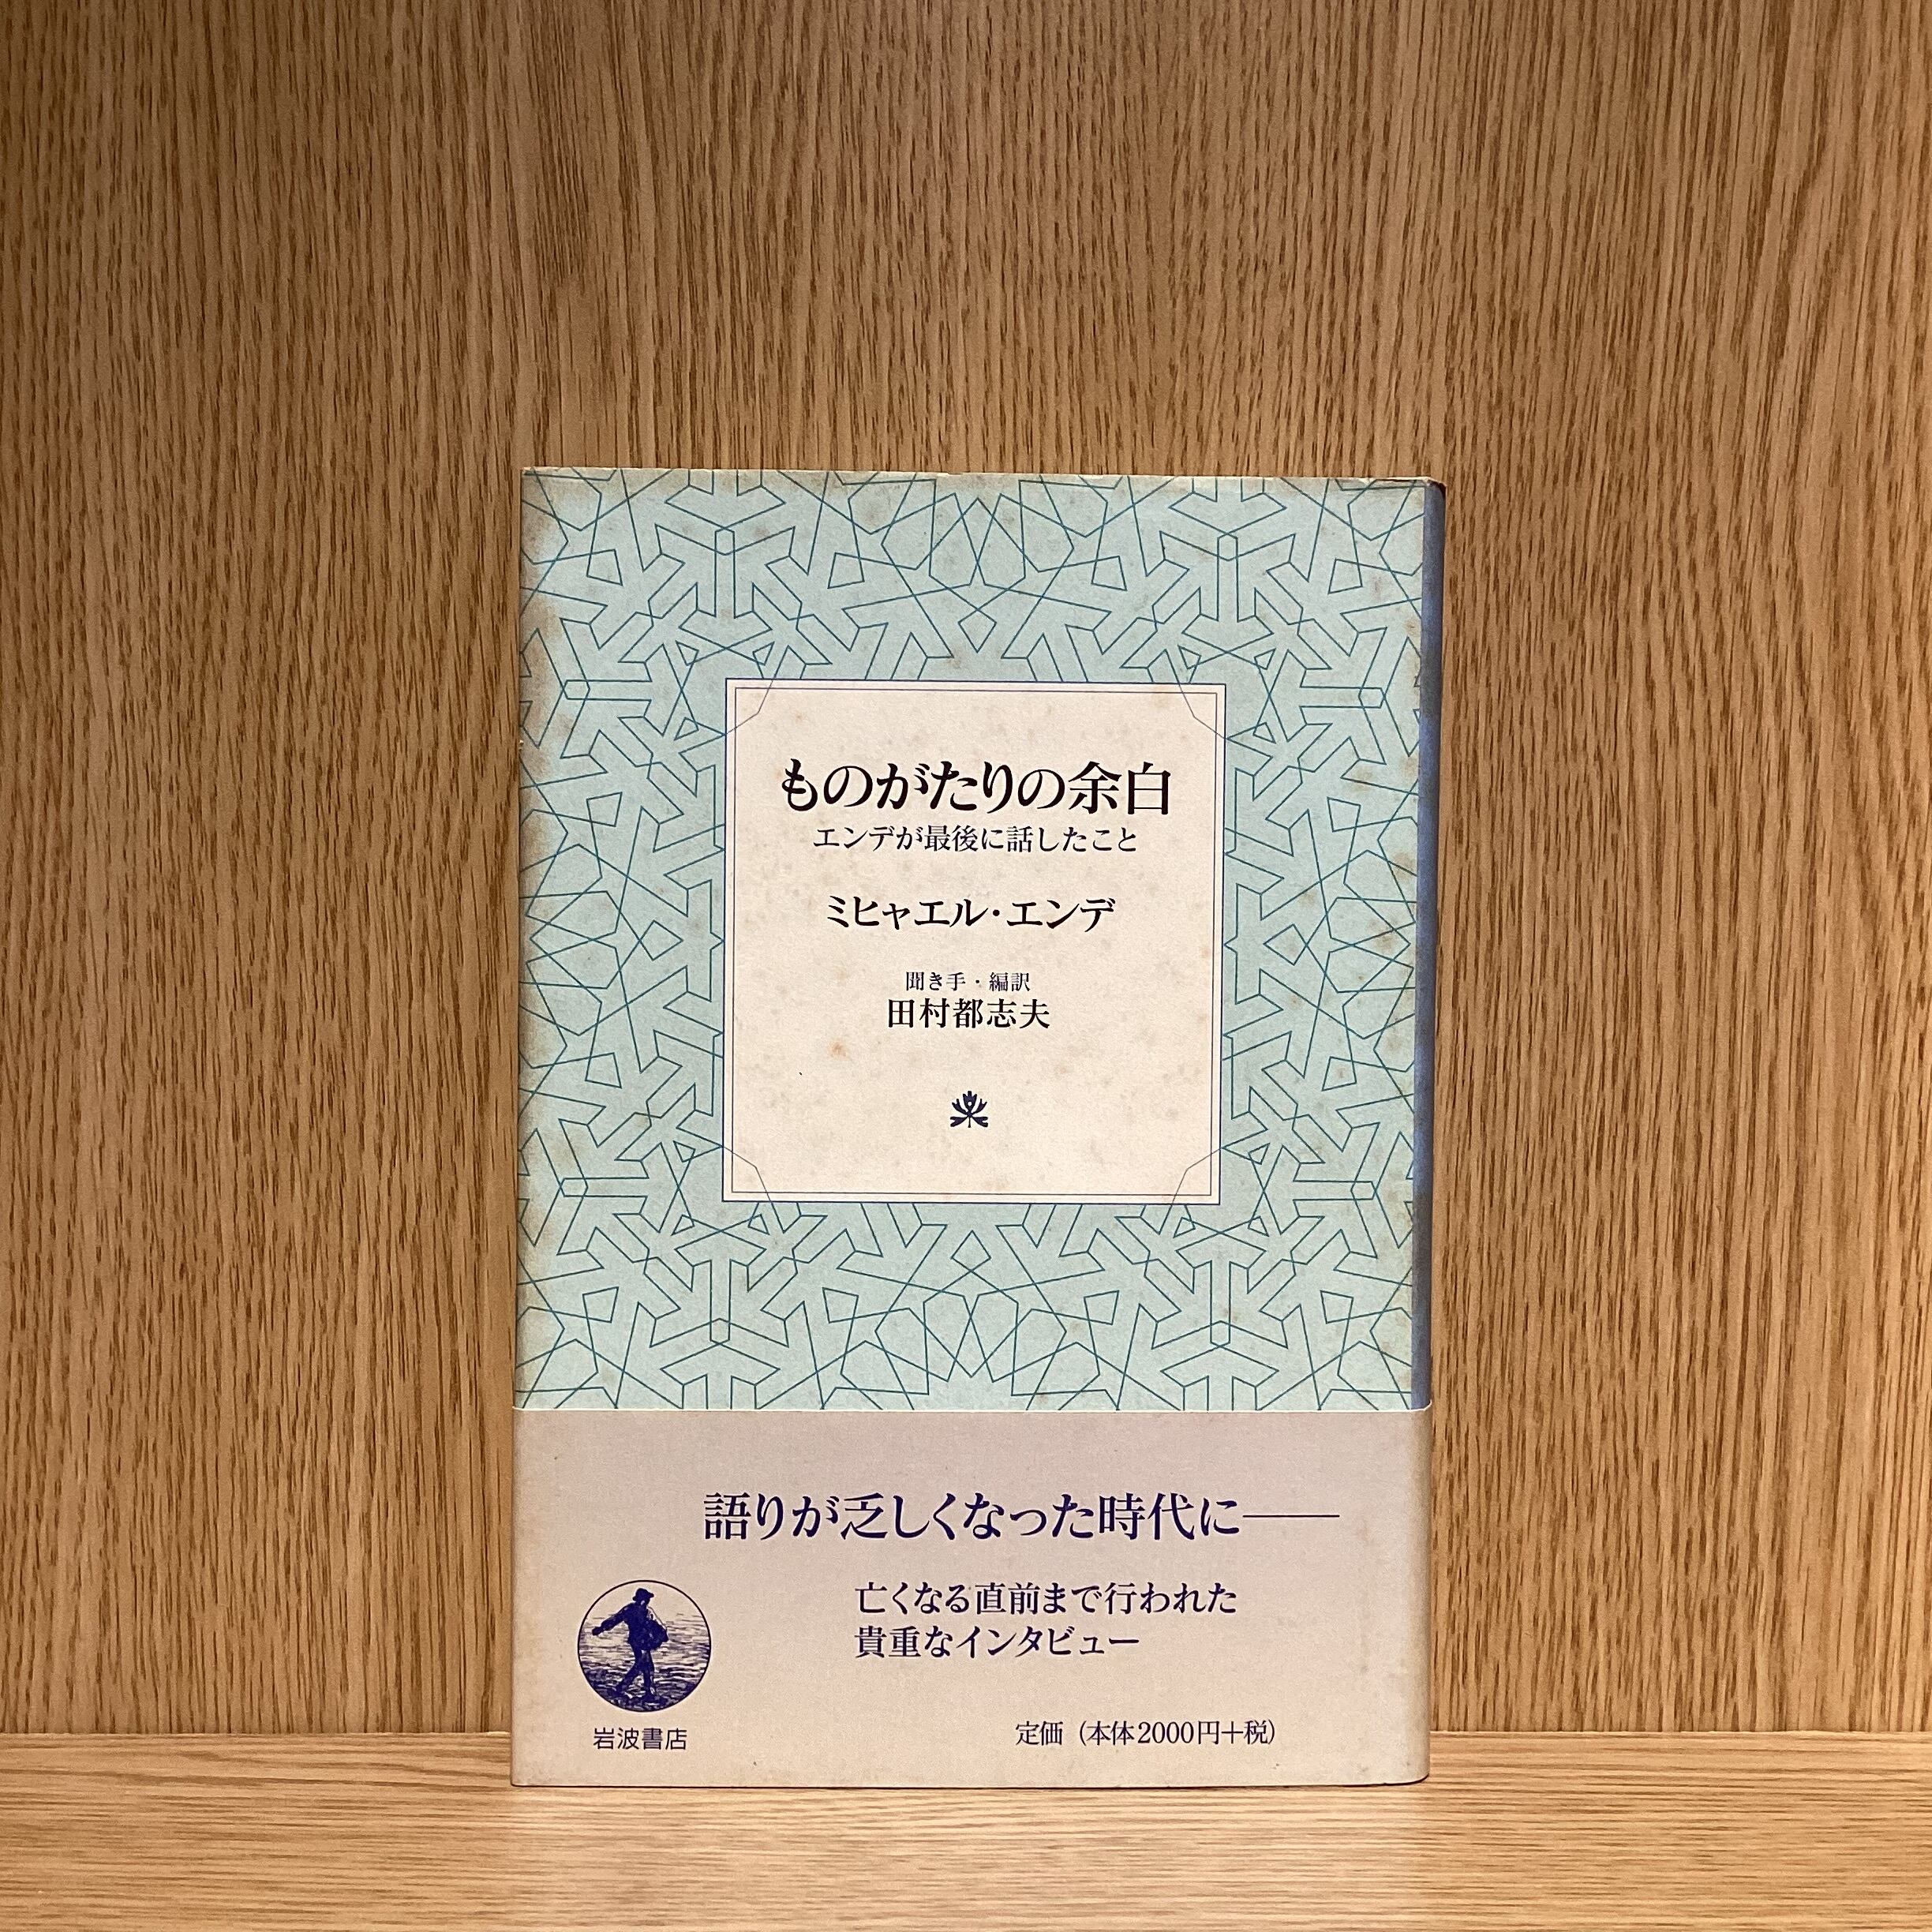 ものがたりの余白
エンデが最後に話したこと
ミヒャエル・エンデ
聞き手・編訳
田村都志夫
語りが乏しくなった時代に――
亡くなる直前まで行われた
貴重なインタビュー
岩波書店
定価（本体2000円＋税）